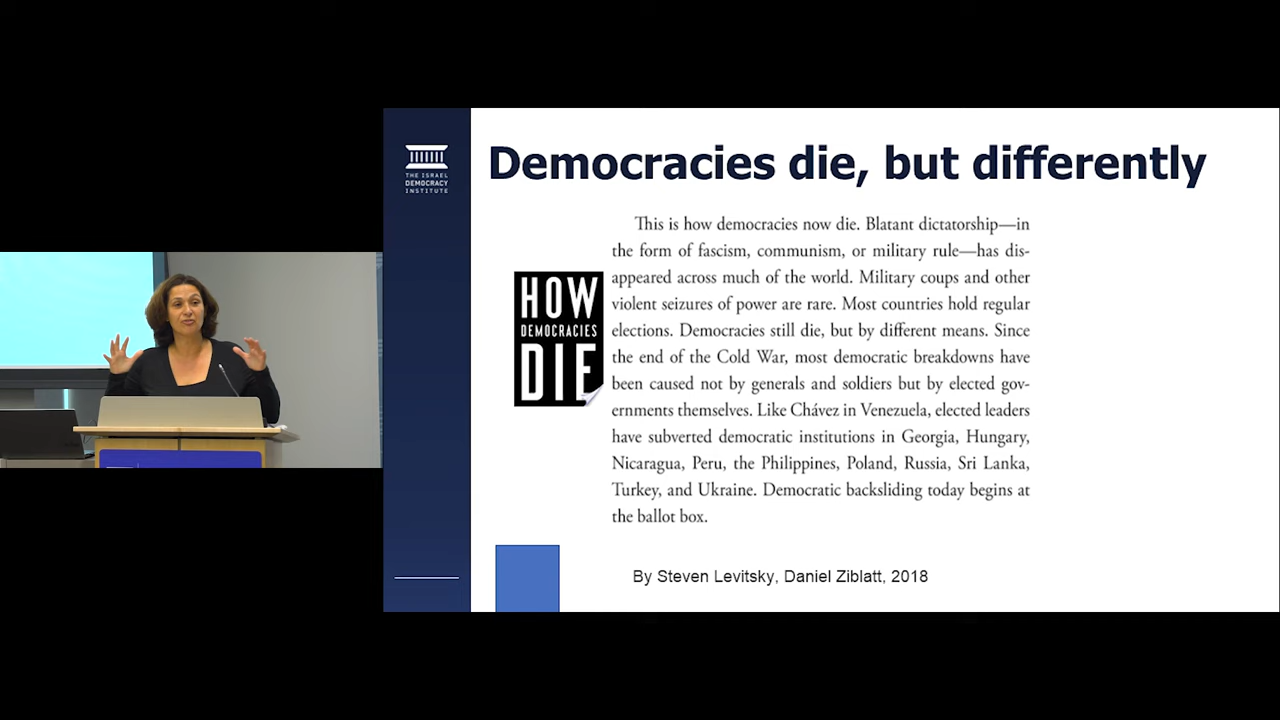 THE ISRAEL
DEMOCRACY
INSTITUTE
Democracies die, but differently
This is how democracies now die. Blatant dictatorship—in
the form of fascism, communism, or military rule—has dis-
appeared across much of the world. Military coups and other
violent seizures of power are rare. Most countries hold regular
elections. Democracies still die, but by different means. Since
the end of the Cold War, most democratic breakdowns have
been caused not by generals and soldiers but by elected gov-
ernments themselves. Like Chávez in Venezuela, elected leaders
have subverted democratic institutions in Georgia, Hungary,
Nicaragua, Peru, the Philippines, Poland, Russia, Sri Lanka,
Turkey, and Ukraine. Democratic backsliding today begins at
the ballot box.
HOW
DEMOCRACIES
DIE
By Steven Levitsky, Daniel Ziblatt, 2018